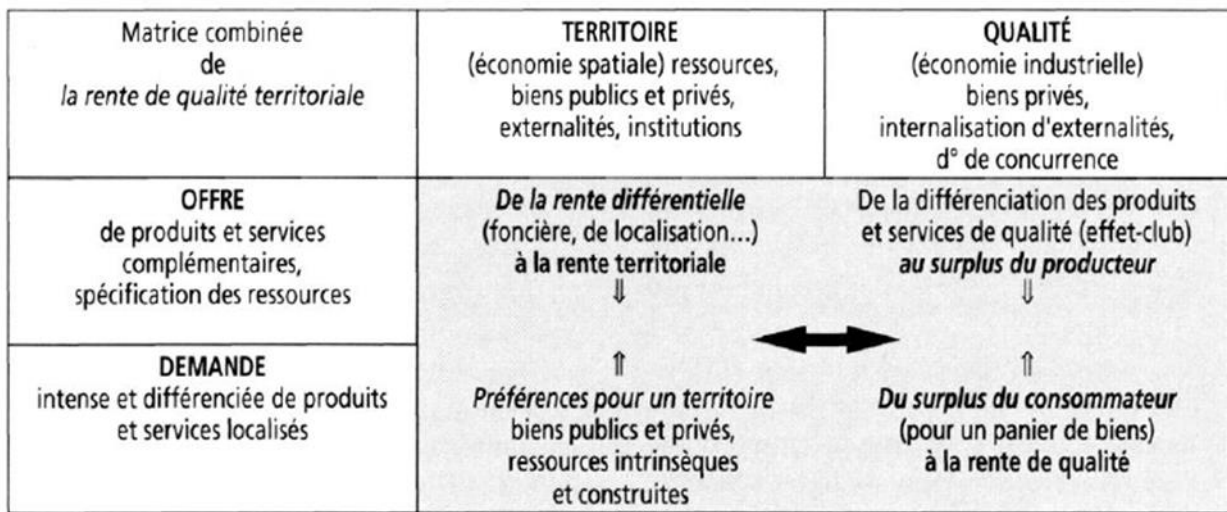 Matrice combinée
de
la rente de qualité territoriale
TERRITOIRE
(économie spatiale) ressources,
biens publics et privés,
externalités, institutions
QUALITÉ
(économie industrielle)
biens privés,
internalisation d'externalités,
d° de concurrence
OFFRE
de produits et services
complémentaires,
spécification des ressources
De la rente différentielle
(foncière, de localisation...)
à la rente territoriale
⇓
De la différenciation des produits
et services de qualité (effet-club)
au surplus du producteur
⇓
DEMANDE
intense et différenciée de produits
et services localisés
⇑
Préférences pour un territoire
biens publics et privés,
ressources intrinsèques
et construites
⇑
Du surplus du consommateur
(pour un panier de biens)
à la rente de qualité